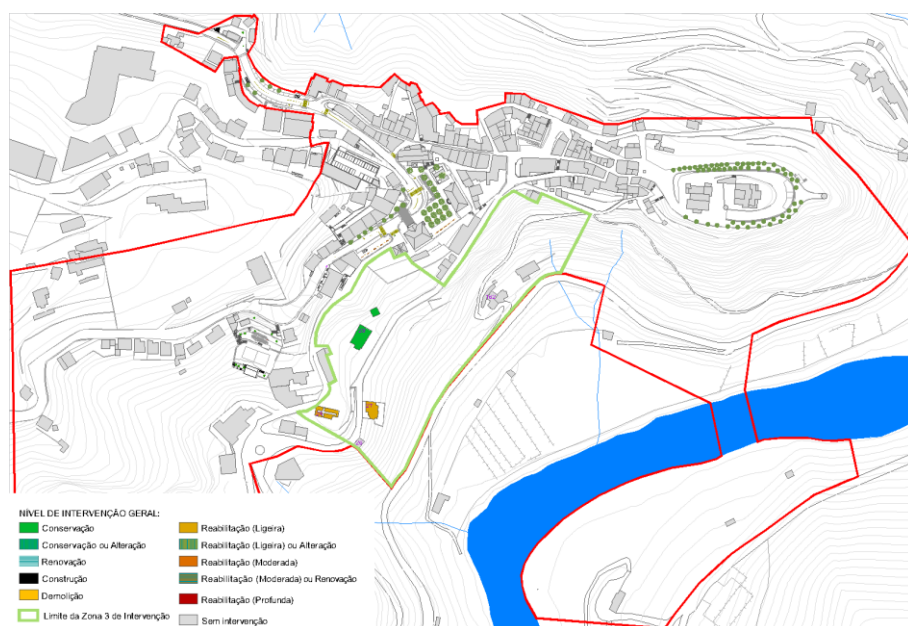 NÍVEL DE INTERVENÇÃO GERAL:
Conservação
Conservação ou Alteração
Renovação
Construção
Demolição
Limite da Zona 3 de Intervenção
Reabilitação (Ligeira)
Reabilitação (Ligeira) ou Alteração
Reabilitação (Moderada)
Reabilitação (Moderada) ou Renovação
Reabilitação (Profunda)
Sem intervenção